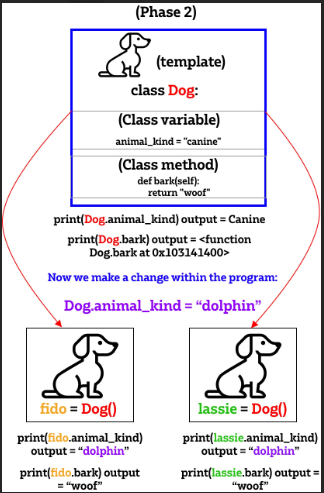 (Phase 2)
(template)
class Dog:
(Class variable)
animal_kind = "canine"
(Class method)
def bark(self):
return "woof"
print(Dog.animal_kind) output = Canine
print(Dog.bark) output = <function
Dog.bark at 0x103141400>
Now we make a change within the program:
Dog.animal_kind = “dolphin”
fido = Dog()
print(fido.animal_kind)
output = “dolphin”
print(fido.bark) output
= “woof”
lassie = Dog()
print(lassie.animal_kind)
output = “dolphin”
print(lassie.bark) output =
“woof”